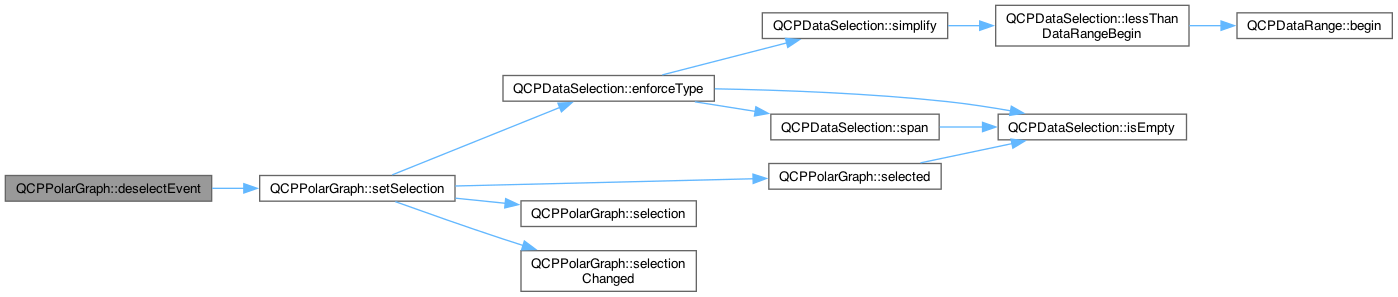 QCPPolarGraph::deselectEvent
QCPPolarGraph::setSelection
QCPDataSelection::enforceType
QCPDataSelection::simplify
QCPDataSelection::lessThan
DataRangeBegin
QCPDataRange::begin
QCPDataSelection::span
QCPDataSelection::isEmpty
QCPPolarGraph::selected
QCPPolarGraph::selection
QCPPolarGraph::selection
Changed